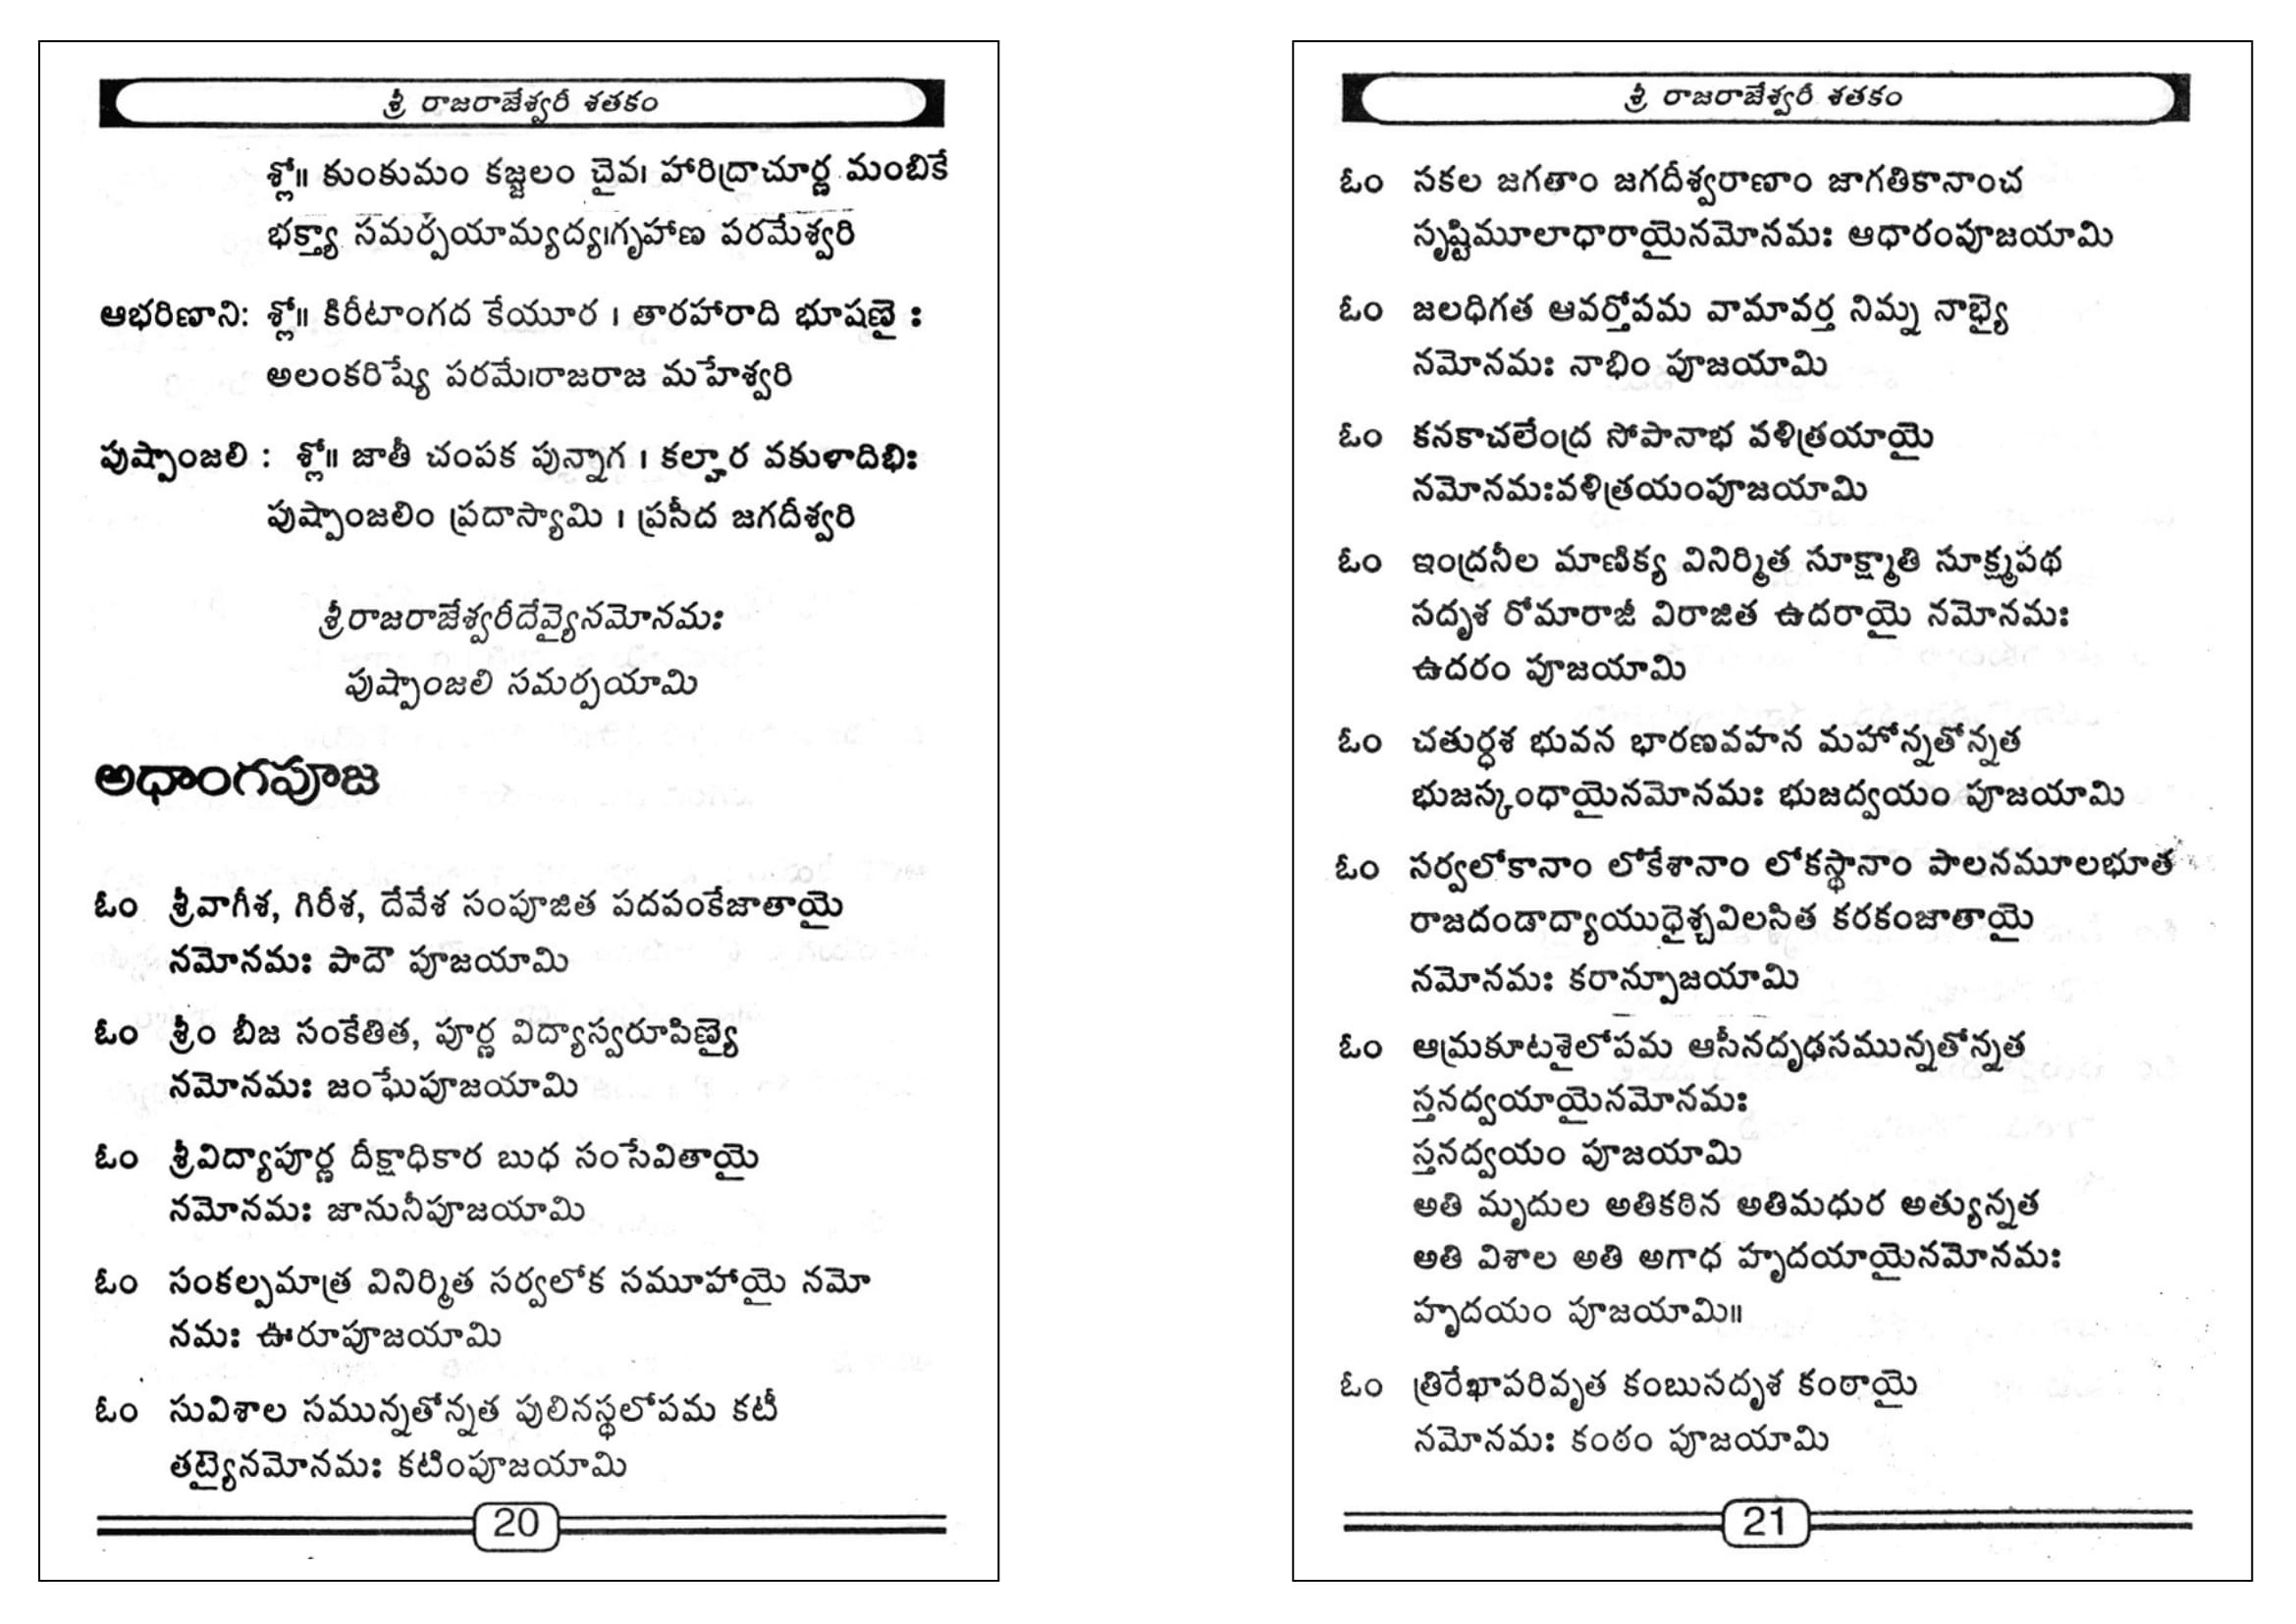 శ్రీ రాజరాజేశ్వరీ శతకం
శ్లో॥ కుంకుమం కజ్జలం చైవ। హారిద్రాచూర్ణ మంబికే
భక్త్యా సమర్పయామ్యద్య।గృహాణ పరమేశ్వరి
ఆభరిణాని: శ్లో॥ కిరీటాంగద కేయూర । తారహారాది భూషణై :
అలంకరిష్యే పరమే।రాజరాజ మహేశ్వరి
పుష్పాంజలి : శ్లో॥ జాతీ చంపక పున్నాగ । కల్హార వకుళాదిభిః
పుష్పాంజలిం ప్రదాస్యామి । ప్రసీద జగదీశ్వరి
శ్రీరాజరాజేశ్వరీదేవ్యైనమోనమః
పుష్పాంజలి సమర్పయామి
అధాంగపూజ
ఓం శ్రీవాగీశ, గిరీశ, దేవేశ సంపూజిత పదపంకేజాతాయై
నమోనమః పాదౌ పూజయామి
ఓం శ్రీం బీజ సంకేతిత, పూర్ణ విద్యాస్వరూపిణ్యై
నమోనమః జంఘేపూజయామి
ఓం శ్రీవిద్యాపూర్ణ దీక్షాధికార బుధ సంసేవితాయై
నమోనమః జానునీపూజయామి
ఓం సంకల్పమాత్ర వినిర్మిత సర్వలోక సమూహాయై నమో
నమః ఊరూపూజయామి
ఓం సువిశాల సమున్నతోన్నత పులినస్థలోపమ కటీ
తట్యైనమోనమః కటింపూజయామి
20
శ్రీ రాజరాజేశ్వరీ శతకం
ఓం సకల జగతాం జగదీశ్వరాణాం జాగతికానాంచ
సృష్టిమూలాధారాయైనమోనమః ఆధారంపూజయామి
ఓం జలధిగత ఆవర్తోపమ వామావర్త నిమ్న నాభ్యై
నమోనమః నాభిం పూజయామి
ఓం కనకాచలేంద్ర సోపానాభ వళిత్రయాయై
నమోనమఃవళిత్రయంపూజయామి
ఓం ఇంద్రనీల మాణిక్య వినిర్మిత సూక్ష్మాతి సూక్ష్మపథ
సదృశ రోమారాజీ విరాజిత ఉదరాయై నమోనమః
ఉదరం పూజయామి
ఓం చతుర్ధశ భువన భారణవహన మహోన్నతోన్నత
భుజస్కంధాయైనమోనమః భుజద్వయం పూజయామి
ఓం సర్వలోకానాం లోకేశానాం లోకస్థానాం పాలనమూలభూత
రాజదండాద్యాయుధైశ్చవిలసిత కరకంజాతాయై
నమోనమః కరాన్పూజయామి
ఓం ఆమ్రకూటశైలోపమ ఆసీనదృఢసమున్నతోన్నత
స్తనద్వయాయైనమోనమః
స్తనద్వయం పూజయామి
అతి మృదుల అతికఠిన అతిమధుర అత్యున్నత
అతి విశాల అతి అగాధ హృదయాయైనమోనమః
హృదయం పూజయామి॥
ఓం త్రిరేఖాపరివృత కంబుసదృశ కంఠాయై
నమోనమః కంఠం పూజయామి
21